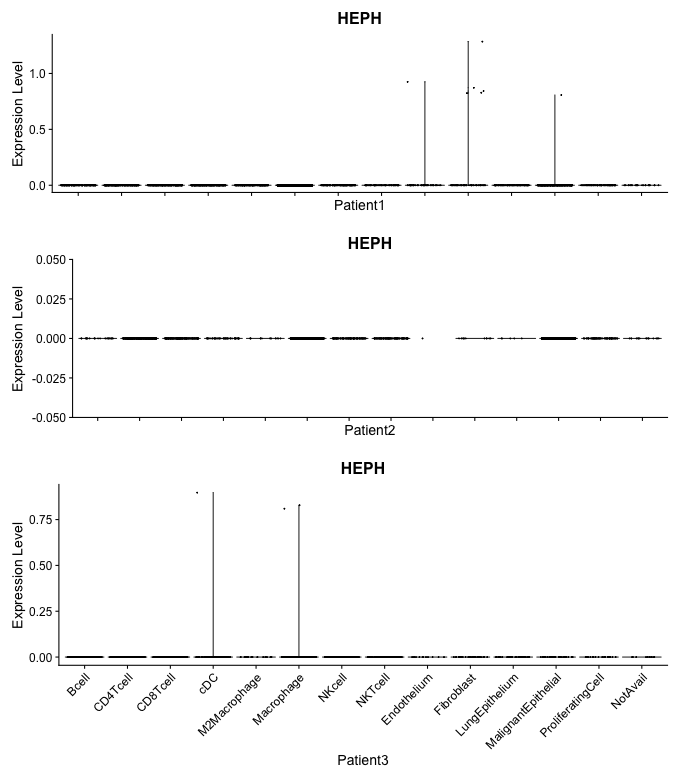 HEPH
Expression Level
1.0
0.5
0.0
Patient1
HEPH
Expression Level
0.050
0.025
0.000
-0.025
-0.050
Patient2
HEPH
Expression Level
0.75
0.50
0.25
0.00
Bcell
CD4Tcell
CD8Tcell
cDC
M2Macrophage
Macrophage
NKcell
NKTcell
Endothelium
Fibroblast
LungEpithelium
MalignantEpithelial
ProliferatingCell
NotAvail
Patient3